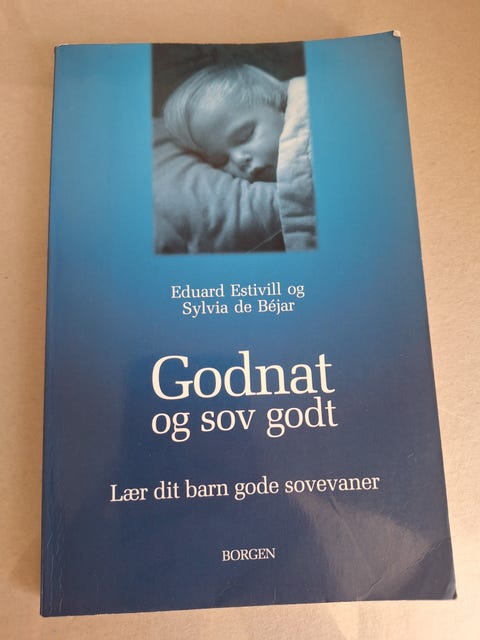 Eduard Estivill og
Sylvia de Béjar
Godnat
og sov godt
Lær dit barn gode sovevaner
BORGEN